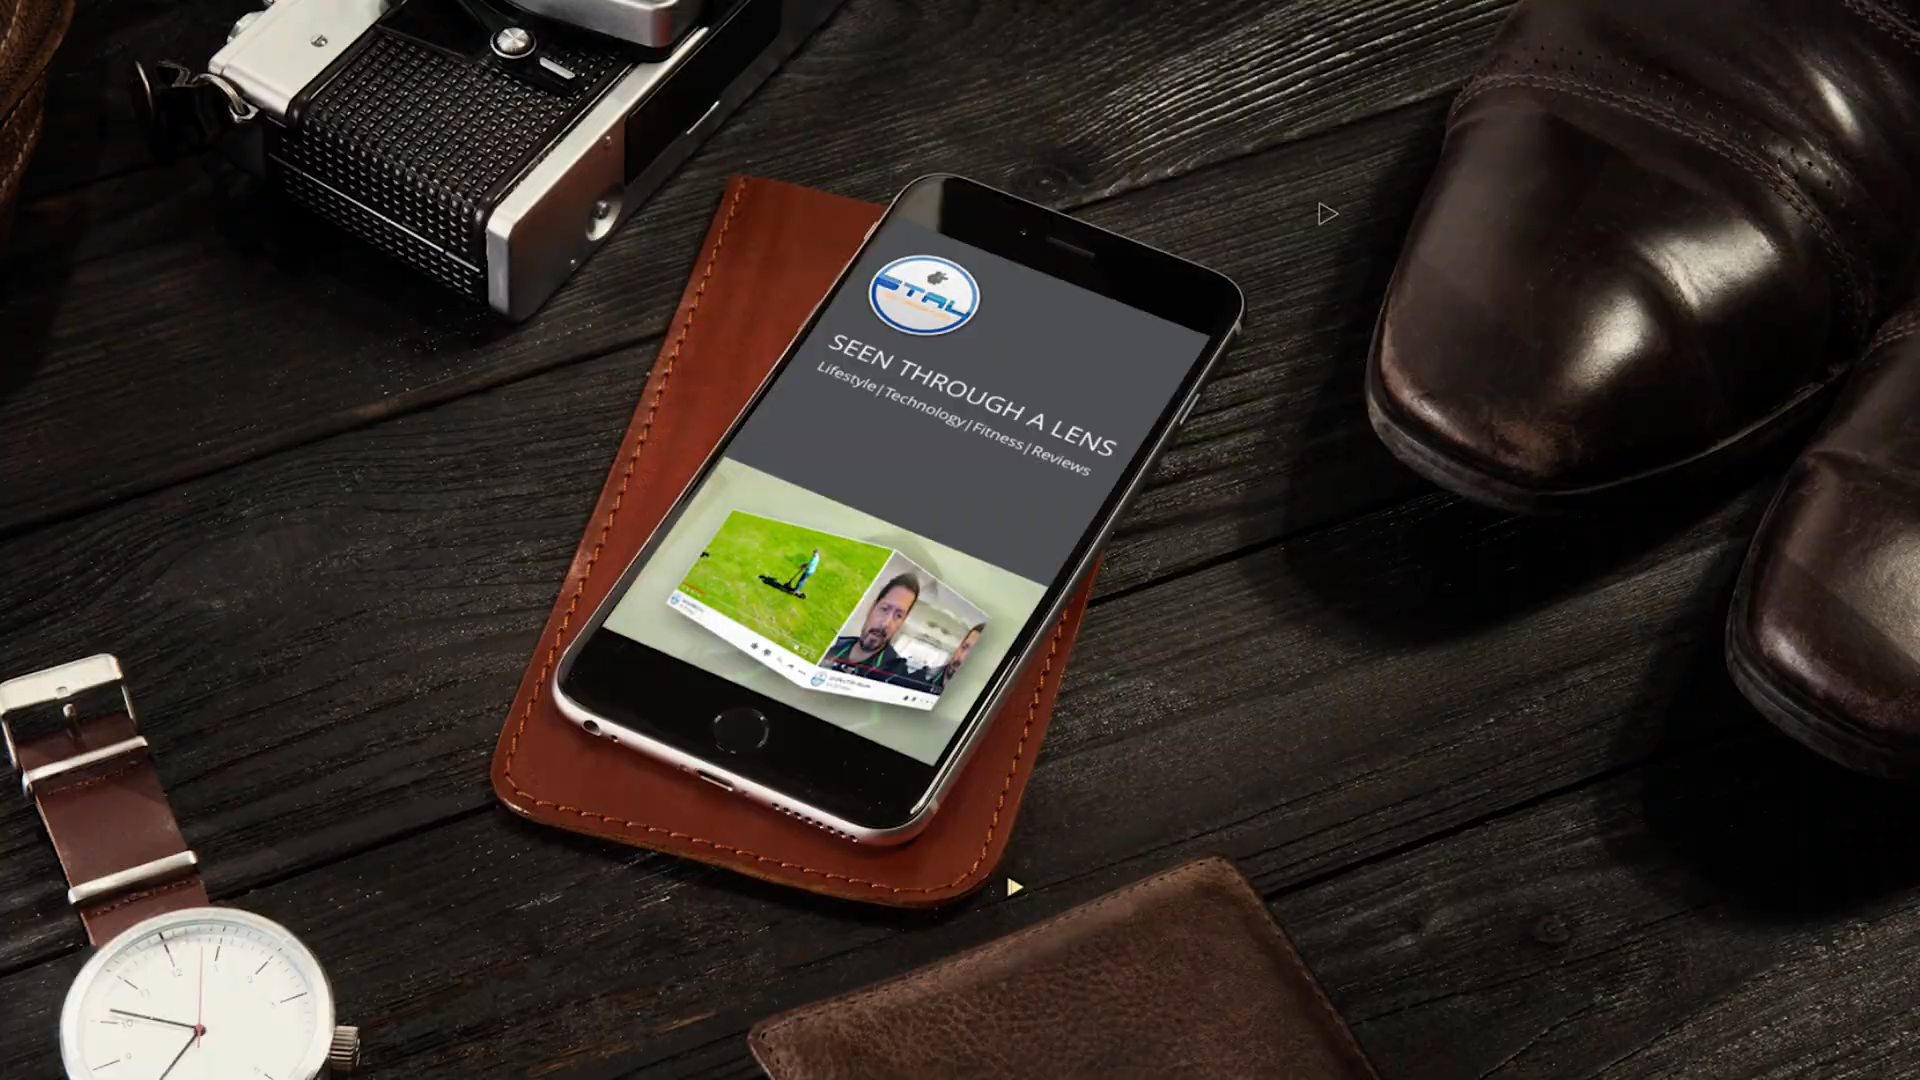 STAL
SEEN THROUGH A LENS
Lifestyle|Technology|Fitness|Reviews